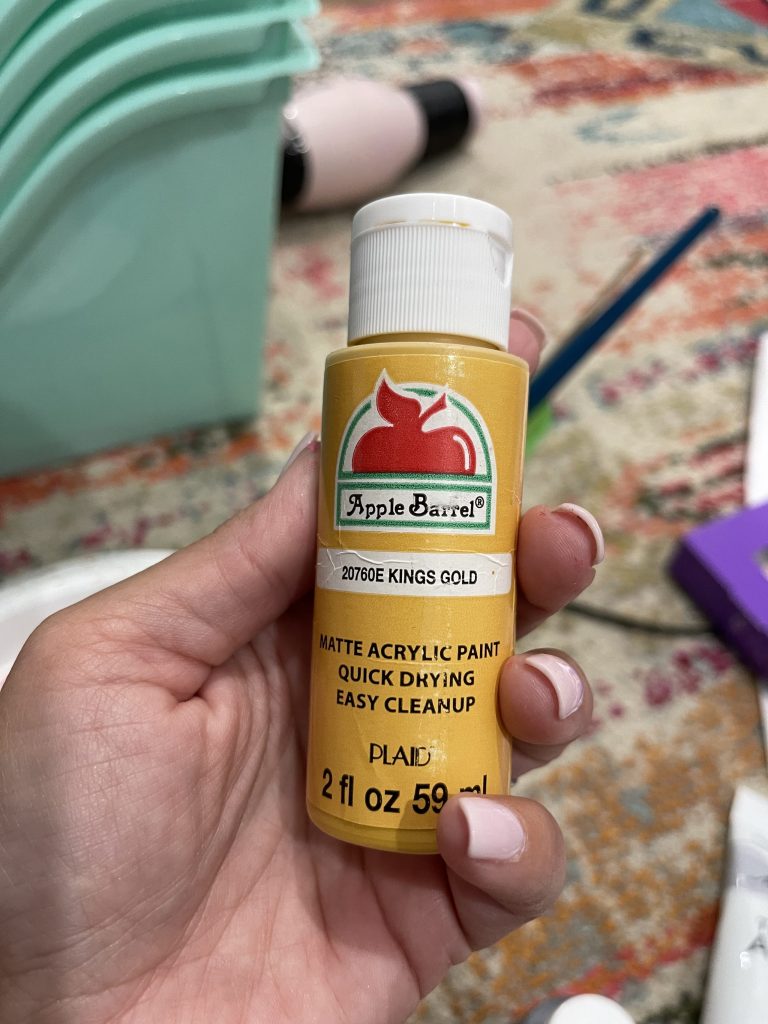 Apple Barrel®
20760E KINGS GOLD
MATTE ACRYLIC PAINT
QUICK DRYING
EASY CLEANUP
PLAID
2 fl oz 59 ml